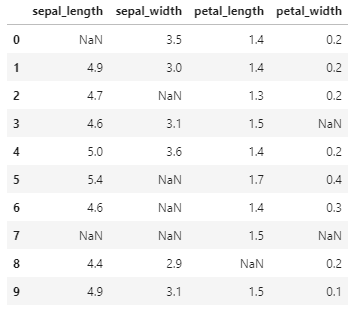 sepal_length sepal_width petal_length petal_width
0 NaN 3.5 1.4 0.2
1 4.9 3.0 1.4 0.2
2 4.7 NaN 1.3 0.2
3 4.6 3.1 1.5 NaN
4 5.0 3.6 1.4 0.2
5 5.4 NaN 1.7 0.4
6 4.6 NaN 1.4 0.3
7 NaN NaN 1.5 NaN
8 4.4 2.9 NaN 0.2
9 4.9 3.1 1.5 0.1